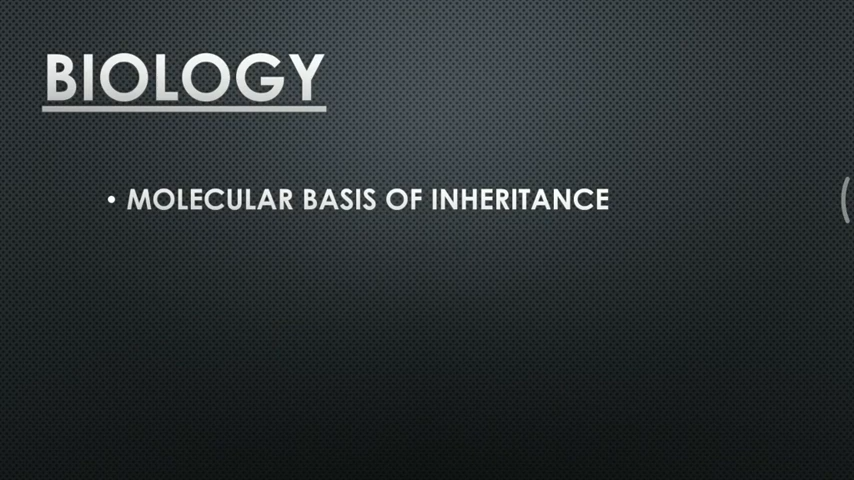 BIOLOGY
• MOLECULAR BASIS OF INHERITANCE